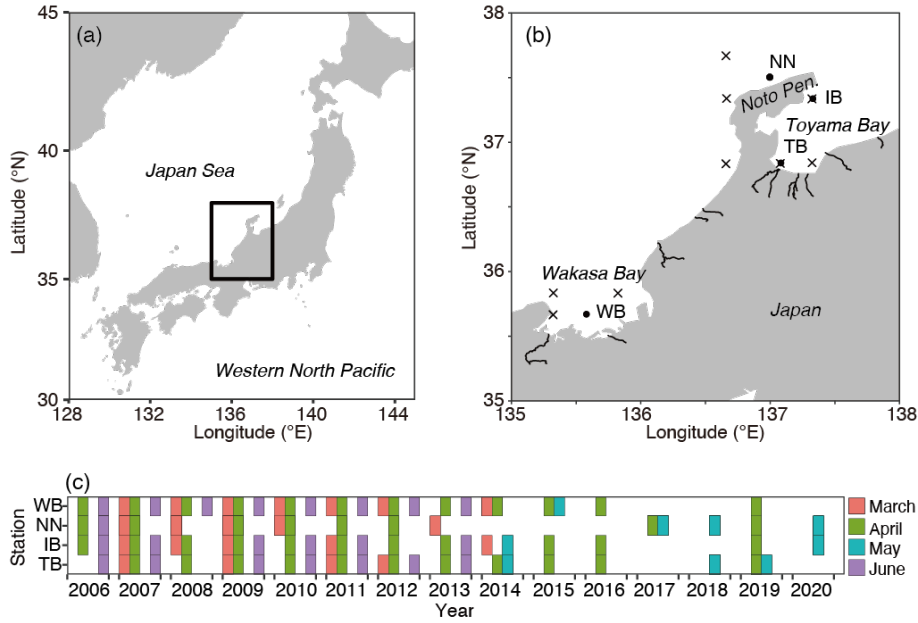 (a)
45
40
35
30
Latitude (°N)
Japan Sea
Western North Pacific
128
132
136
140
144
Longitude (°E)
(b)
38
37
36
35
Latitude (°N)
NN
Noto Pen.
IB
Toyama Bay
TB
Wakasa Bay
WB
Japan
135
136
137
138
Longitude (°E)
(c)
Station
WB
NN
IB
TB
2006 2007 2008 2009 2010 2011 2012 2013 2014 2015 2016 2017 2018 2019 2020
Year
March
April
May
June